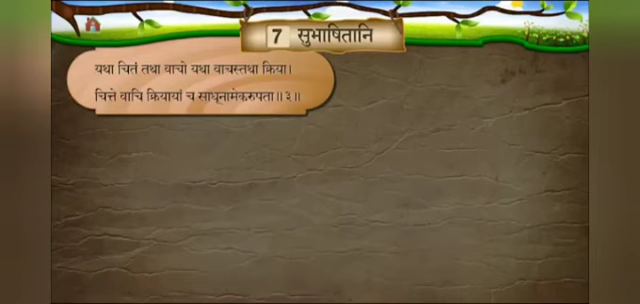 7 सुभाषितानि
यथा चितं तथा वाचो यथा वाचस्तथा क्रिया।
चित्ते वाचि क्रियायां च साधूनामेकरुपता॥३॥